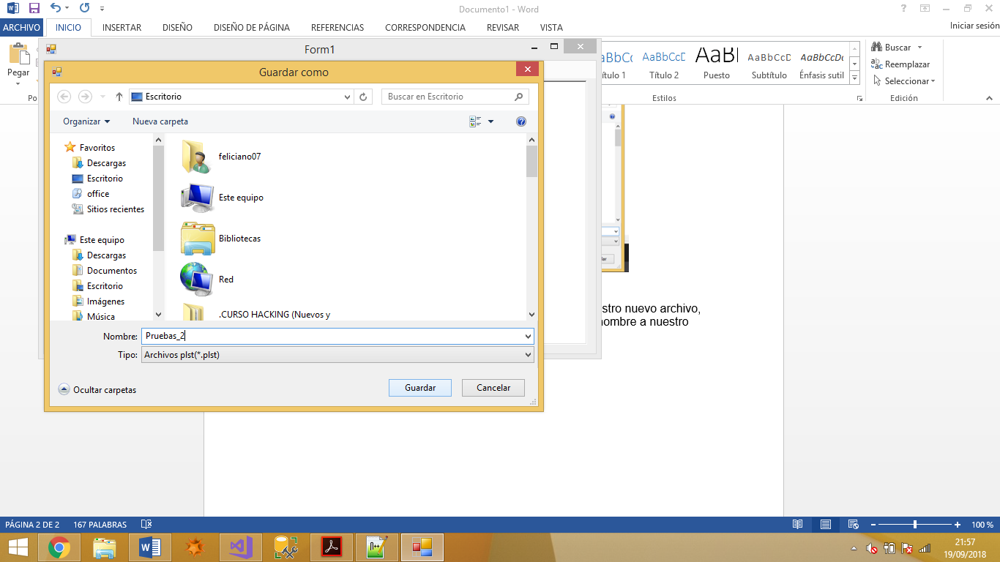 Documento1 - Word
ARCHIVO INICIO INSERTAR DISEÑO DISEÑO DE PÁGINA REFERENCIAS CORRESPONDENCIA REVISAR VISTA Iniciar sesión
Pegar
Po
ítulo 1 Título 2 Puesto Subtítulo Énfasis sutil
AaBbCcD AaBbCcDc
Estilos
Buscar
Reemplazar
Seleccionar
Edición
Form1
Guardar como
Escritorio
Buscar en Escritorio
Organizar Nueva carpeta
Favoritos
Descargas
Escritorio
office
Sitios recientes
Este equipo
Descargas
Documentos
Escritorio
Imágenes
Música
feliciano07
Este equipo
Bibliotecas
Red
.CURSO HACKING (Nuevos y
Nombre: Pruebas_2
Tipo: Archivos plst(*.plst)
Ocultar carpetas Guardar Cancelar
stro nuevo archivo,
nombre a nuestro
PÁGINA 2 DE 2 167 PALABRAS 100 %
21:57
19/09/2018